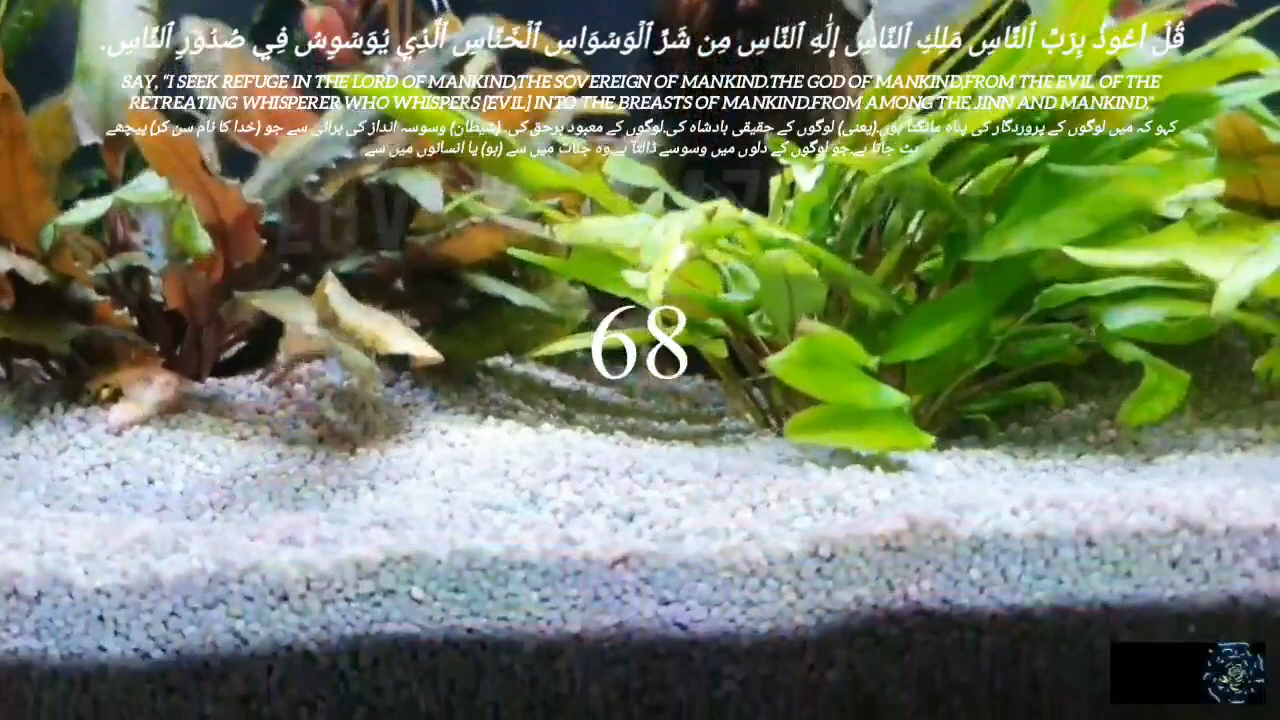 قُلْ أَعُوذُ بِرَبِّ ٱلنَّاسِ مَلِكِ ٱلنَّاسِ إِلَٰهِ ٱلنَّاسِ مِن شَرِّ ٱلْوَسْوَاسِ ٱلْخَنَّاسِ ٱلَّذِي يُوَسْوِسُ فِي صُدُورِ ٱلنَّاسِ.
SAY, “I SEEK REFUGE IN THE LORD OF MANKIND,THE SOVEREIGN OF MANKIND.THE GOD OF MANKIND,FROM THE EVIL OF THE
RETREATING WHISPERER.WHO WHISPERS [EVIL] INTO THE BREASTS OF MANKIND.FROM AMONG THE JINN AND MANKIND.”
کہو کہ میں لوگوں کے پروردگار کی پناہ مانگتا ہوں.(یعنی) لوگوں کے حقیقی بادشاہ کی.لوگوں کے معبود برحق کی. (شیطان) وسوسہ انداز کی برائی سے جو (خدا کا نام سن کر) پیچھے
ہٹ جاتا ہے.جو لوگوں کے دلوں میں وسوسے ڈالتا ہے.وہ جنات میں سے (ہو) یا انسانوں میں سے
68